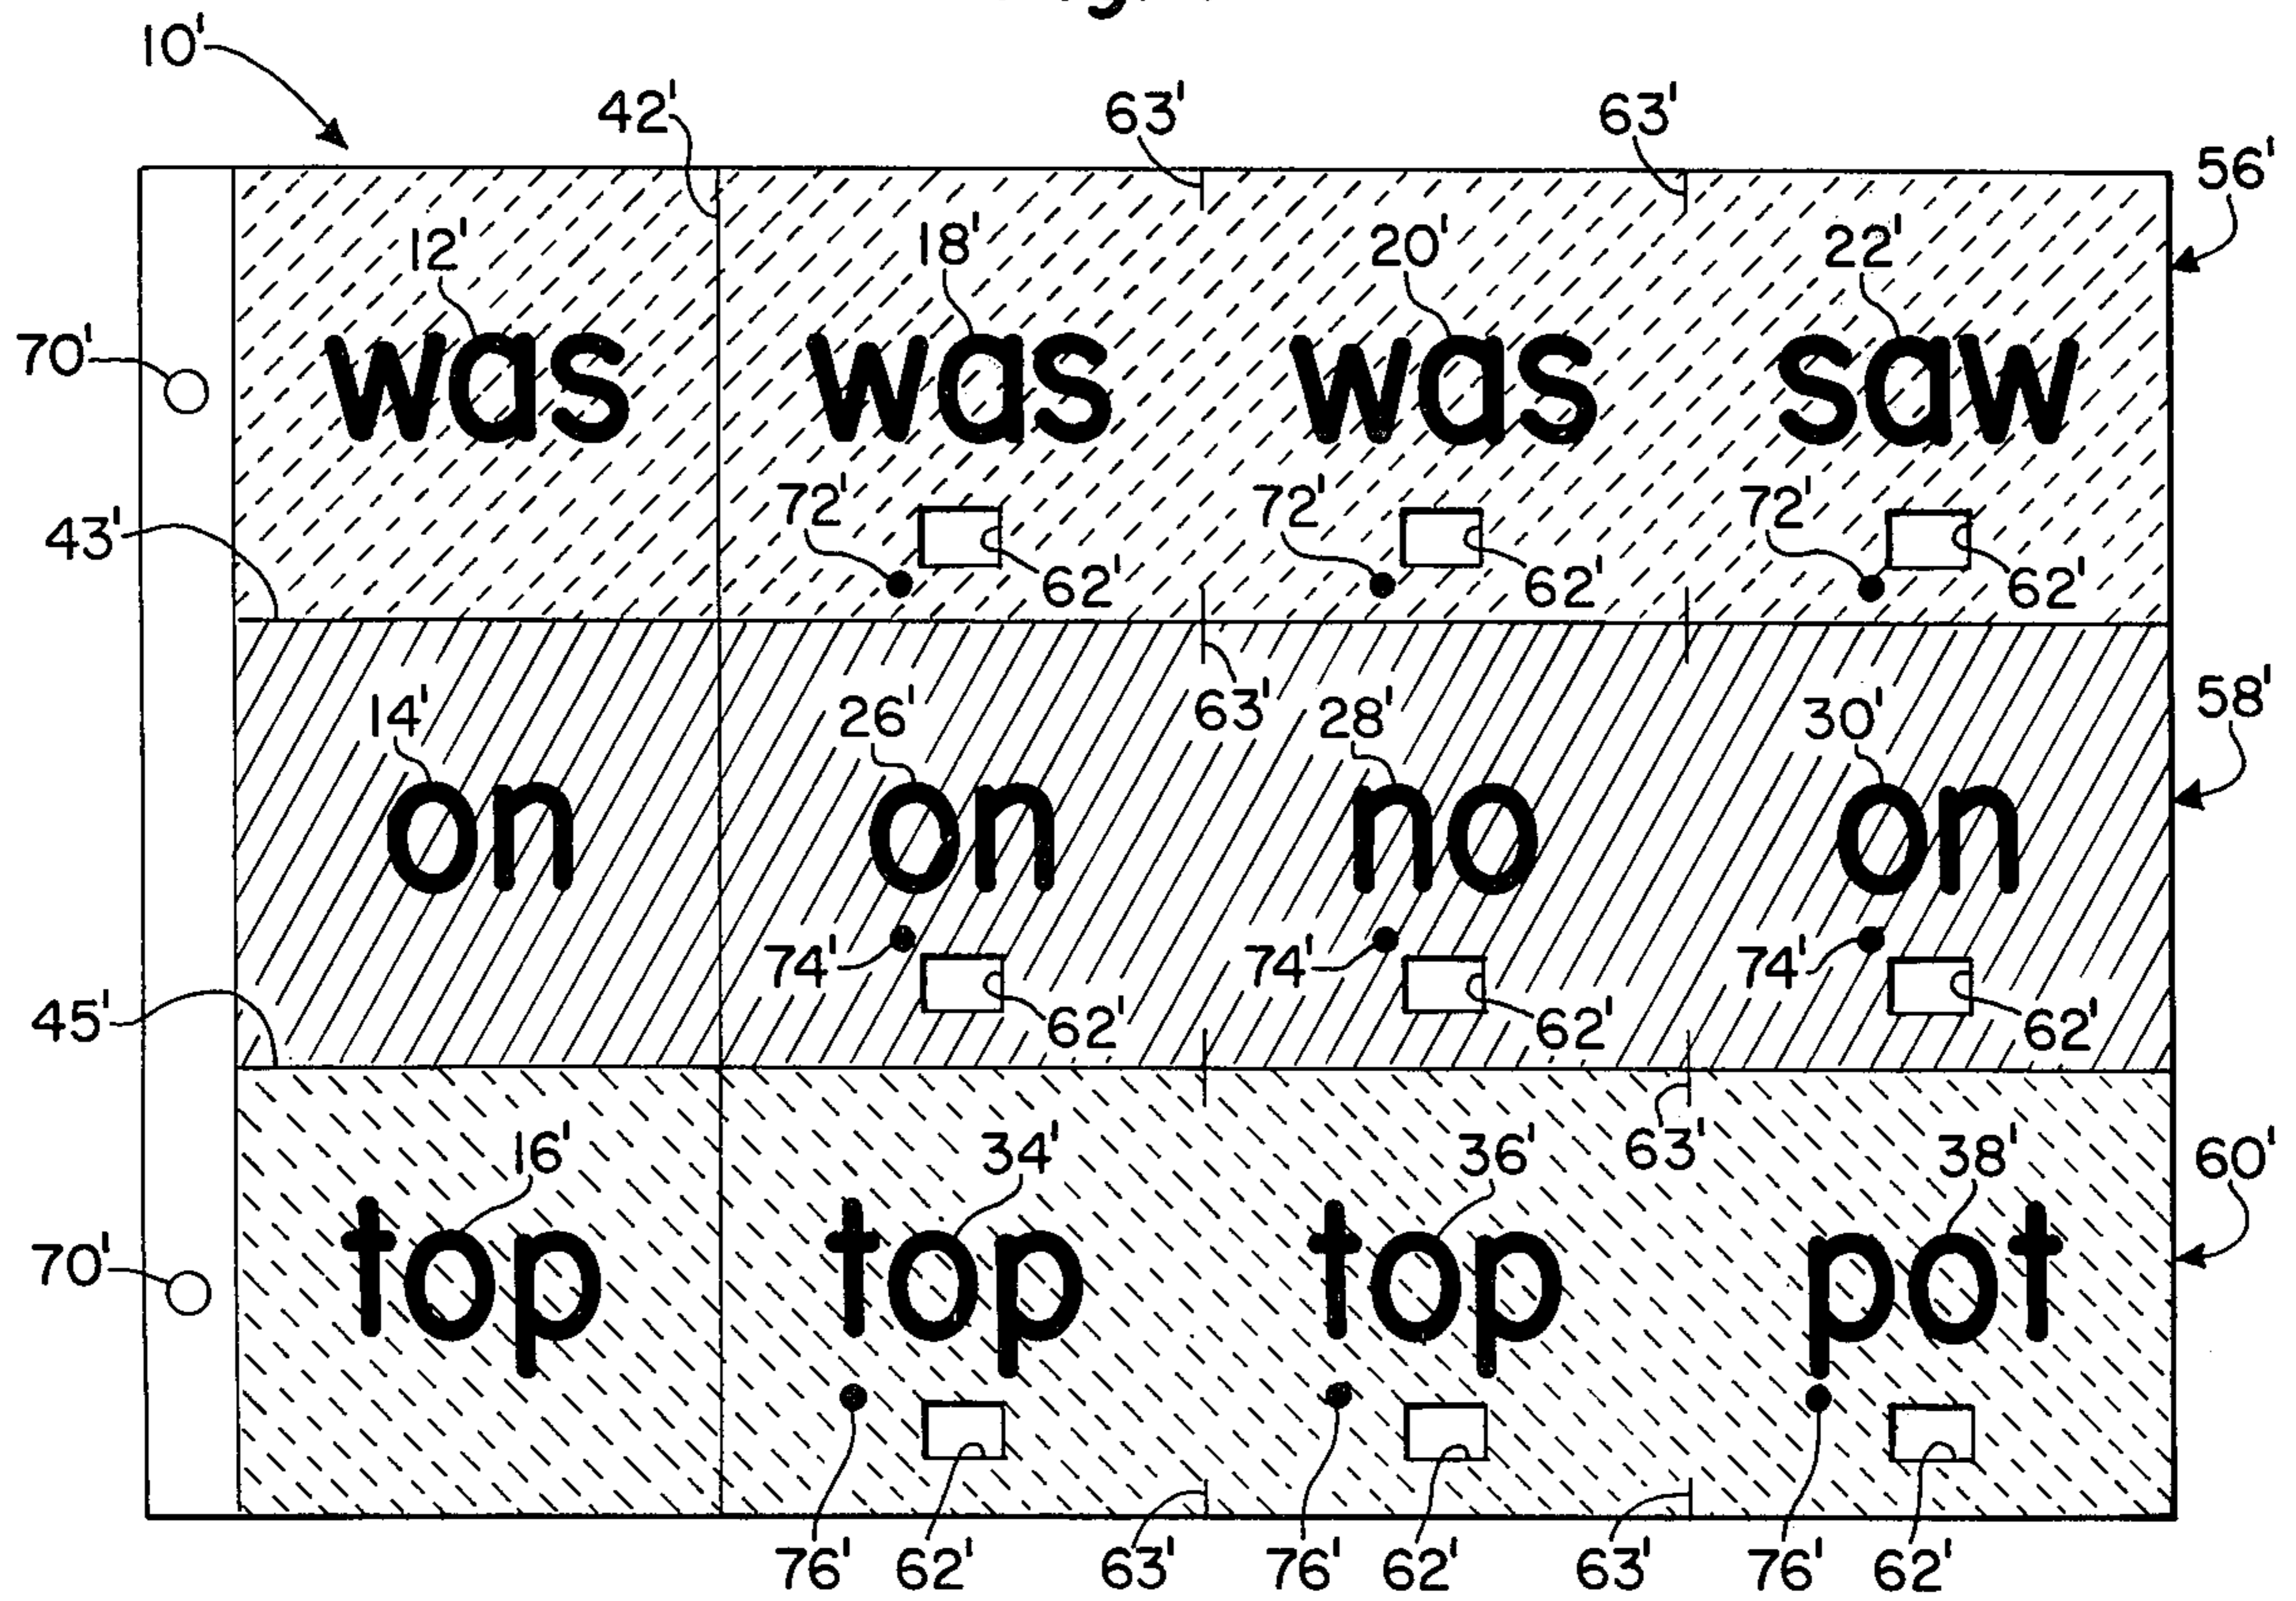 10' 42' 63' 63' 56'
12' 18' 20' 22'
70' was was was saw
43' 72' 62' 72' 62' 72' 62'
14' 26' 63' 28' 30' 58'
on on no on
45' 74' 62' 74' 62' 74' 62'
16' 34' 36' 63' 38' 60'
70' top top top pot
76' 62' 63' 76' 62' 63' 76' 62'